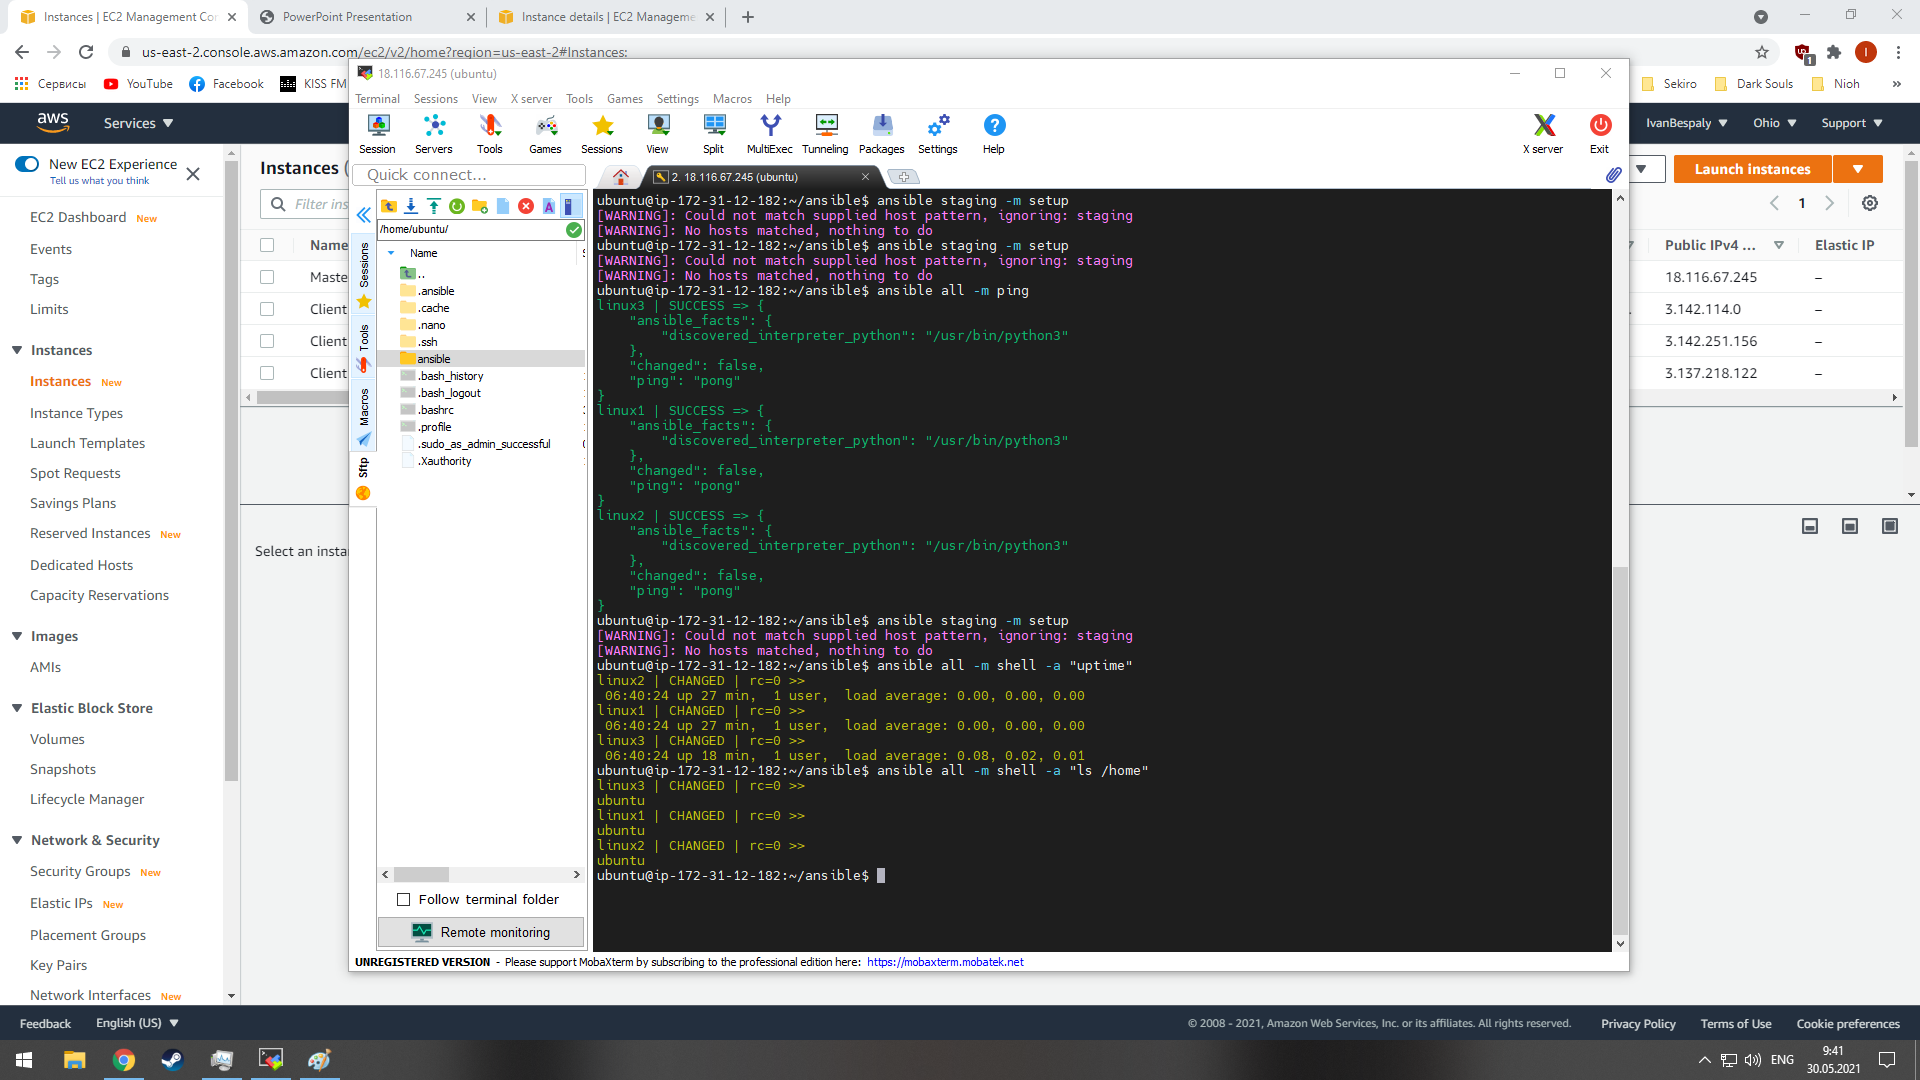 Instances | EC2 Management Con
PowerPoint Presentation
Instance details | EC2 Manageme
us-east-2.console.aws.amazon.com/ec2/v2/home?region=us-east-2#Instances:
Сервисы
YouTube
Facebook
KISS FM
Sekiro
Dark Souls
Nioh
»
aws
Services
IvanBespaly
Ohio
Support
New EC2 Experience
Tell us what you think
EC2 Dashboard New
Events
Tags
Limits
Instances
Instances New
Instance Types
Launch Templates
Spot Requests
Savings Plans
Reserved Instances New
Dedicated Hosts
Capacity Reservations
Images
AMIs
Elastic Block Store
Volumes
Snapshots
Lifecycle Manager
Network & Security
Security Groups New
Elastic IPs New
Placement Groups
Key Pairs
Network Interfaces New
Instances (
Launch instances
Filter ins
1
Name
Public IPv4 ...
Elastic IP
Maste
18.116.67.245
–
Client
3.142.114.0
–
Client
3.142.251.156
–
Client
3.137.218.122
–
Select an insta
18.116.67.245 (ubuntu)
Terminal Sessions View X server Tools Games Settings Macros Help
Session Servers Tools Games Sessions View Split MultiExec Tunneling Packages Settings Help X server Exit
Quick connect...
2. 18.116.67.245 (ubuntu)
Sessions
Tools
Macros
Sftp
/home/ubuntu/
Name
..
.ansible
.cache
.nano
.ssh
ansible
.bash_history
.bash_logout
.bashrc
.profile
.sudo_as_admin_successful
.Xauthority
Follow terminal folder
Remote monitoring
ubuntu@ip-172-31-12-182:~/ansible$ ansible staging -m setup
[WARNING]: Could not match supplied host pattern, ignoring: staging
[WARNING]: No hosts matched, nothing to do
ubuntu@ip-172-31-12-182:~/ansible$ ansible staging -m setup
[WARNING]: Could not match supplied host pattern, ignoring: staging
[WARNING]: No hosts matched, nothing to do
ubuntu@ip-172-31-12-182:~/ansible$ ansible all -m ping
linux3 | SUCCESS => {
    "ansible_facts": {
        "discovered_interpreter_python": "/usr/bin/python3"
    },
    "changed": false,
    "ping": "pong"
}
linux1 | SUCCESS => {
    "ansible_facts": {
        "discovered_interpreter_python": "/usr/bin/python3"
    },
    "changed": false,
    "ping": "pong"
}
linux2 | SUCCESS => {
    "ansible_facts": {
        "discovered_interpreter_python": "/usr/bin/python3"
    },
    "changed": false,
    "ping": "pong"
}
ubuntu@ip-172-31-12-182:~/ansible$ ansible staging -m setup
[WARNING]: Could not match supplied host pattern, ignoring: staging
[WARNING]: No hosts matched, nothing to do
ubuntu@ip-172-31-12-182:~/ansible$ ansible all -m shell -a "uptime"
linux2 | CHANGED | rc=0 >>
 06:40:24 up 27 min,  1 user,  load average: 0.00, 0.00, 0.00
linux1 | CHANGED | rc=0 >>
 06:40:24 up 27 min,  1 user,  load average: 0.00, 0.00, 0.00
linux3 | CHANGED | rc=0 >>
 06:40:24 up 18 min,  1 user,  load average: 0.08, 0.02, 0.01
ubuntu@ip-172-31-12-182:~/ansible$ ansible all -m shell -a "ls /home"
linux3 | CHANGED | rc=0 >>
ubuntu
linux1 | CHANGED | rc=0 >>
ubuntu
linux2 | CHANGED | rc=0 >>
ubuntu
ubuntu@ip-172-31-12-182:~/ansible$
UNREGISTERED VERSION - Please support MobaXterm by subscribing to the professional edition here: https://mobaxterm.mobatek.net
Feedback
English (US)
© 2008 - 2021, Amazon Web Services, Inc. or its affiliates. All rights reserved.
Privacy Policy
Terms of Use
Cookie preferences
ENG
9:41
30.05.2021